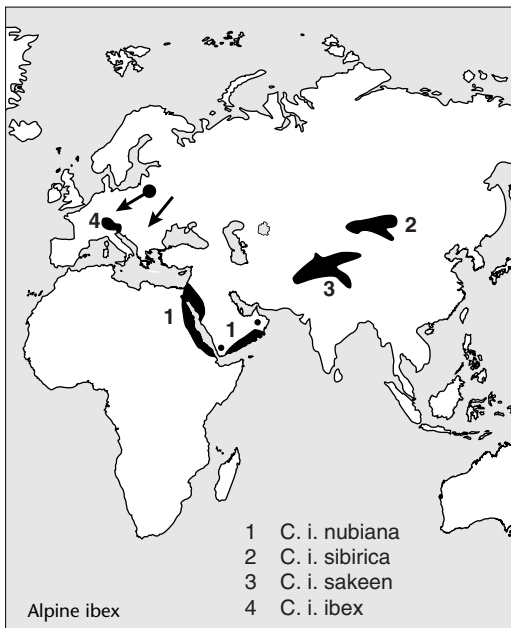 4
2
3
1
1
1 C. i. nubiana
2 C. i. sibirica
3 C. i. sakeen
4 C. i. ibex
Alpine ibex